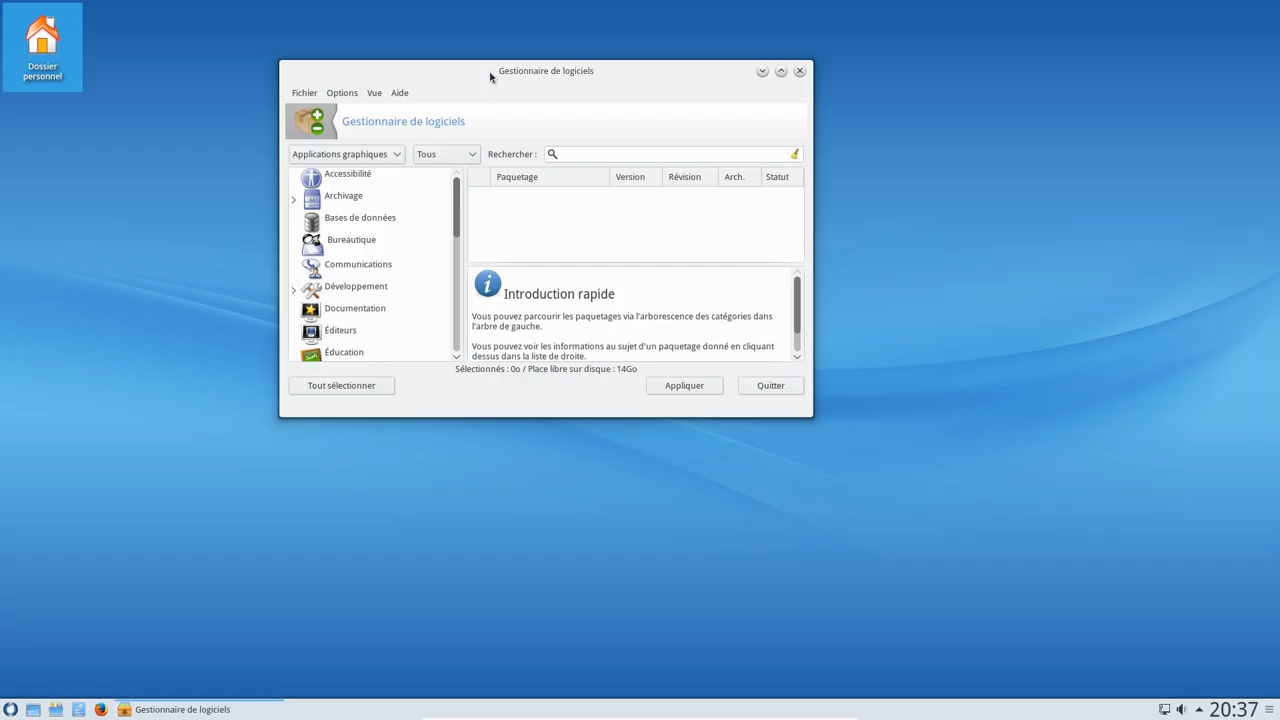 Dossier
personnel
Gestionnaire de logiciels
Fichier Options Vue Aide
Gestionnaire de logiciels
Applications graphiques Tous Rechercher :
Paquetage Version Révision Arch. Statut
Accessibilité
Archivage
Bases de données
Bureautique
Communications
Développement
Documentation
Éditeurs
Éducation
Introduction rapide
Vous pouvez parcourir les paquetages via l'arborescence des catégories dans
l'arbre de gauche.
Vous pouvez voir les informations au sujet d'un paquetage donné en cliquant
dessus dans la liste de droite.
Sélectionnés : 0o / Place libre sur disque : 14Go
Tout sélectionner Appliquer Quitter
Gestionnaire de logiciels 20:37